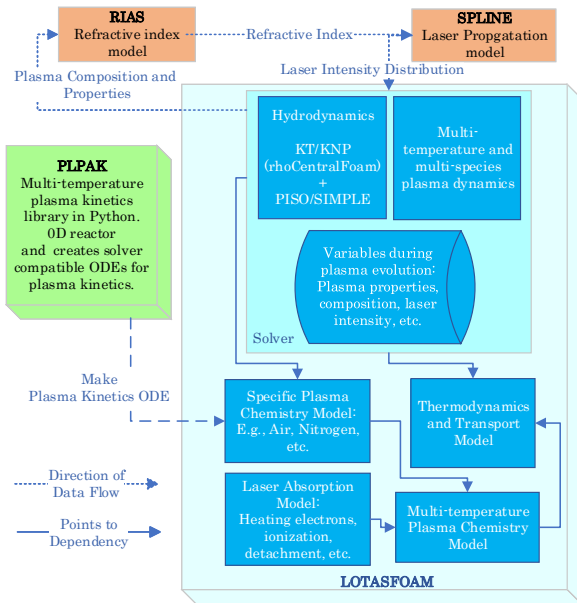 RIAS
Refractive index
model
Refractive Index
SPLINE
Laser Propgatation
model
Plasma Composition and
Properties
Laser Intensity Distribution
Hydrodynamics
KT/KNP
(rhoCentralFoam)
+
PISO/SIMPLE
Multi-
temperature and
multi-species
plasma dynamics
PLPAK
Multi-temperature
plasma kinetics
library in Python.
0D reactor
and creates solver
compatible ODEs for
plasma kinetics.
Variables during
plasma evolution:
Plasma properties,
composition, laser
intensity, etc.
Solver
Make
Plasma Kinetics ODE
Specific Plasma
Chemistry Model:
E.g., Air, Nitrogen,
etc.
Thermodynamics
and Transport
Model
Direction of
Data Flow
Points to
Dependency
Laser Absorption
Model:
Heating electrons,
ionization,
detachment, etc.
Multi-temperature
Plasma Chemistry
Model
LOTASFOAM